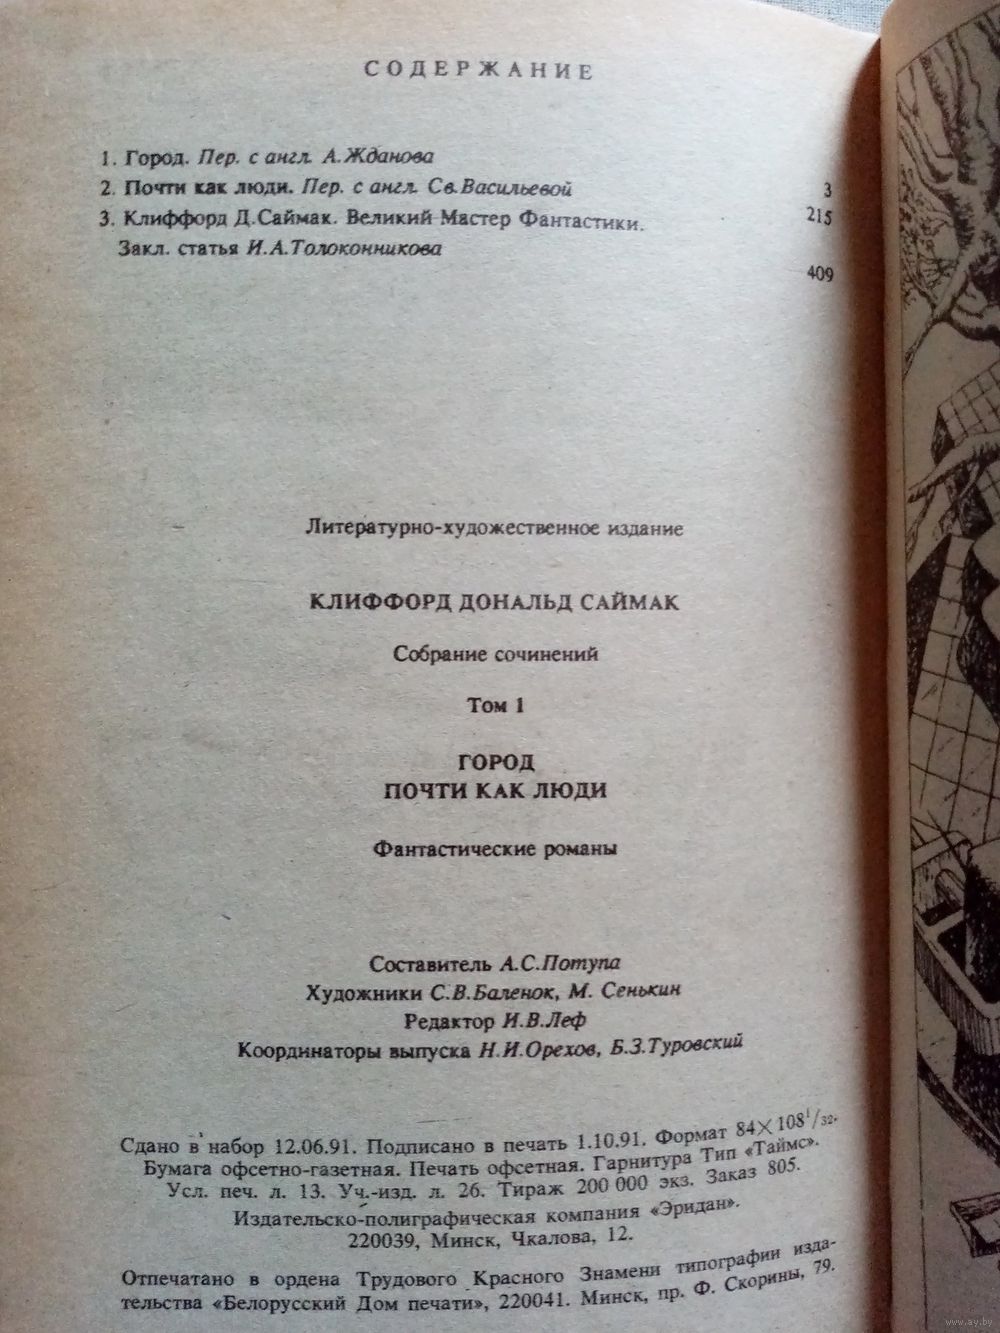 СОДЕРЖАНИЕ
1. Город. Пер. с англ. А.Жданова
2. Почти как люди. Пер. с англ. Св.Васильевой 3
3. Клиффорд Д.Саймак. Великий Мастер Фантастики. 215
Закл. статья И.А.Толоконникова
409
Литературно-художественное издание
КЛИФФОРД ДОНАЛЬД САЙМАК
Собрание сочинений
Том 1
ГОРОД
ПОЧТИ КАК ЛЮДИ
Фантастические романы
Составитель А.С.Потупа
Художники С.В.Баленок, М. Сенькин
Редактор И.В.Леф
Координаторы выпуска Н.И.Орехов, Б.З.Туровский
Сдано в набор 12.06.91. Подписано в печать 1.10.91. Формат 84×108¹/₃₂.
Бумага офсетно-газетная. Печать офсетная. Гарнитура Тип «Таймс».
Усл. печ. л. 13. Уч.-изд. л. 26. Тираж 200 000 экз. Заказ 805.
Издательско-полиграфическая компания «Эридан».
220039, Минск, Чкалова, 12.
Отпечатано в ордена Трудового Красного Знамени типографии изда-
тельства «Белорусский Дом печати», 220041. Минск, пр. Ф. Скорины, 79.
www.ay.by